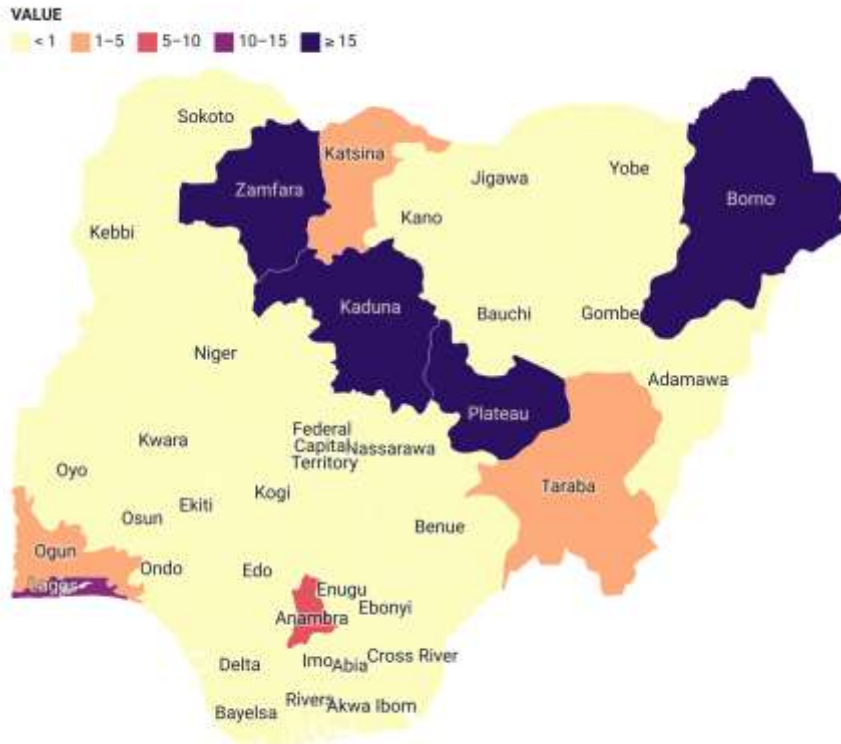 VALUE
< 1 1–5 5–10 10–15 ≥ 15
Sokoto
Katsina
Zamfara
Jigawa
Yobe
Borno
Kano
Kebbi
Kaduna
Bauchi
Gombe
Niger
Adamawa
Plateau
Federal
Capital
Territory
Nassarawa
Kwara
Oyo
Kogi
Taraba
Ekiti
Osun
Benue
Ogun
Ondo
Edo
Lagos
Enugu
Ebonyi
Anambra
Delta
Imo
Abia
Cross River
Rivers
Akwa Ibom
Bayelsa